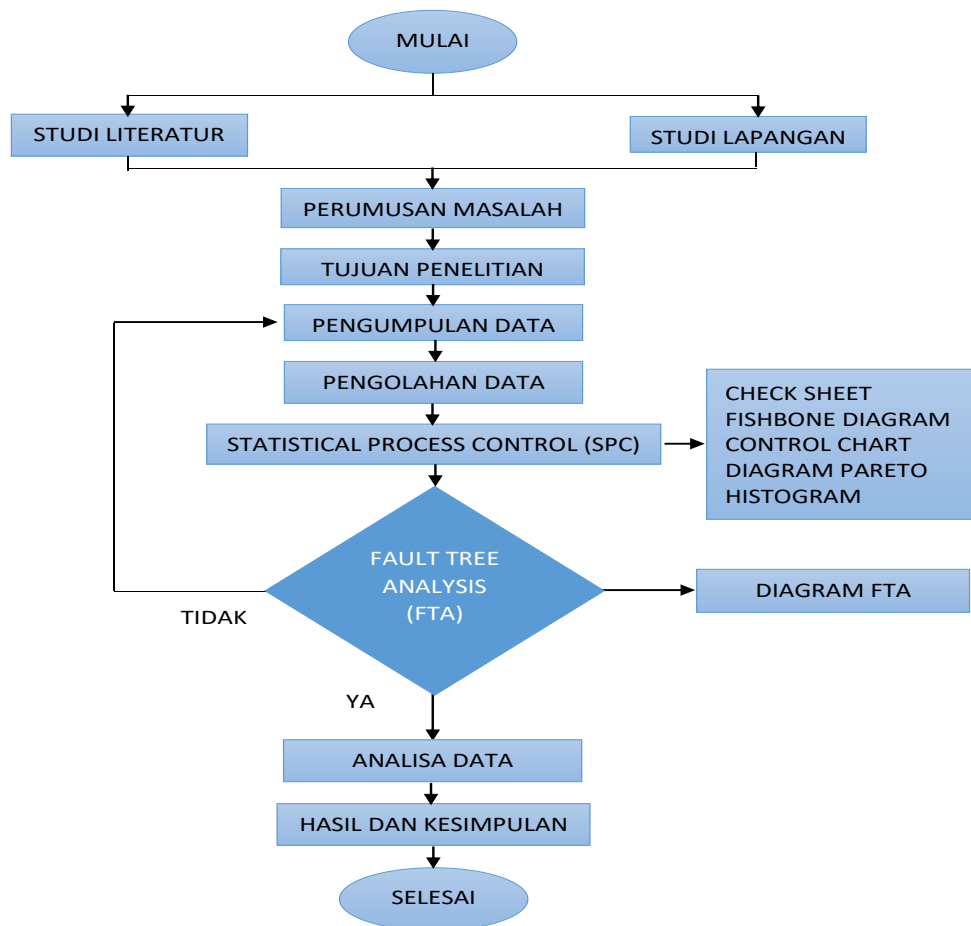 MULAI
STUDI LITERATUR
STUDI LAPANGAN
PERUMUSAN MASALAH
TUJUAN PENELITIAN
PENGUMPULAN DATA
PENGOLAHAN DATA
STATISTICAL PROCESS CONTROL (SPC)
CHECK SHEET
FISHBONE DIAGRAM
CONTROL CHART
DIAGRAM PARETO
HISTOGRAM
FAULT TREE
ANALYSIS
(FTA)
DIAGRAM FTA
TIDAK
YA
ANALISA DATA
HASIL DAN KESIMPULAN
SELESAI